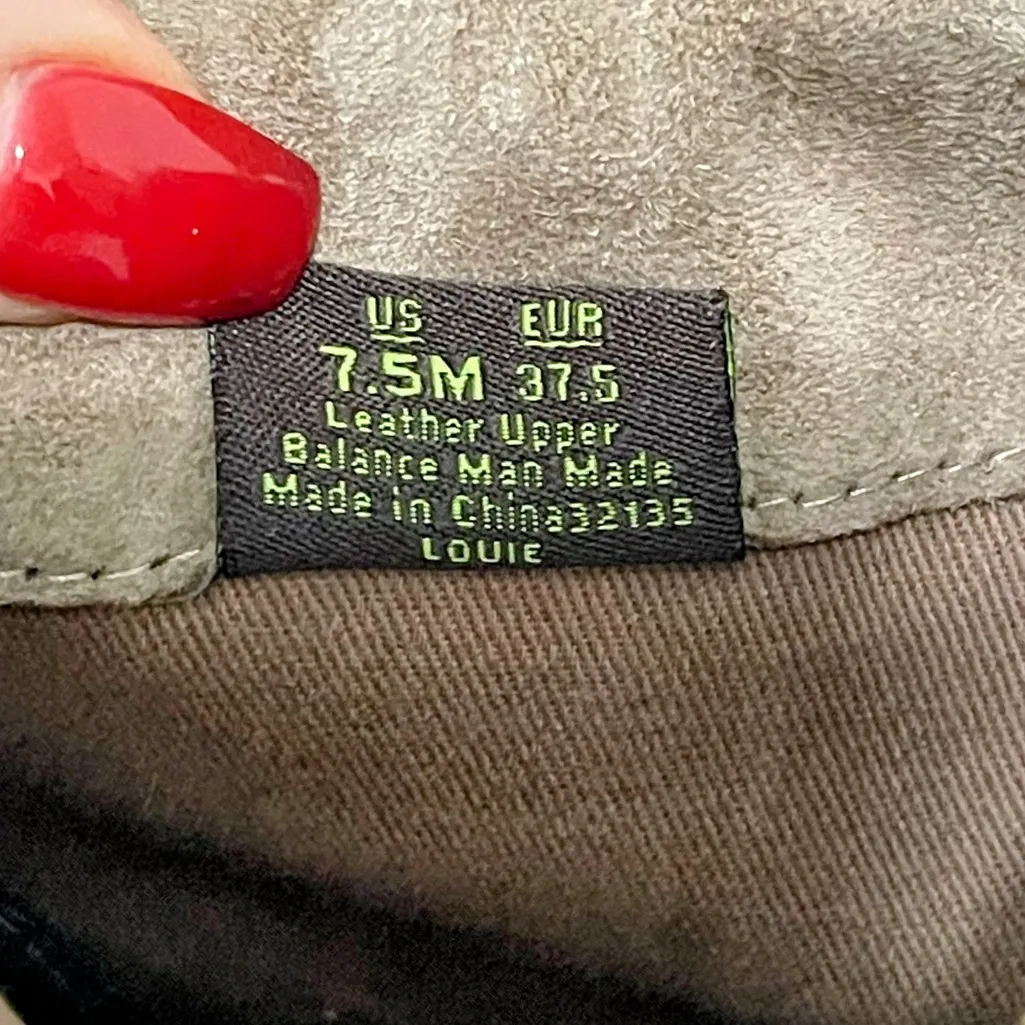 US EUR
7.5M 37.5
Leather Upper
Balance Man Made
Made in China32135
LOUIE